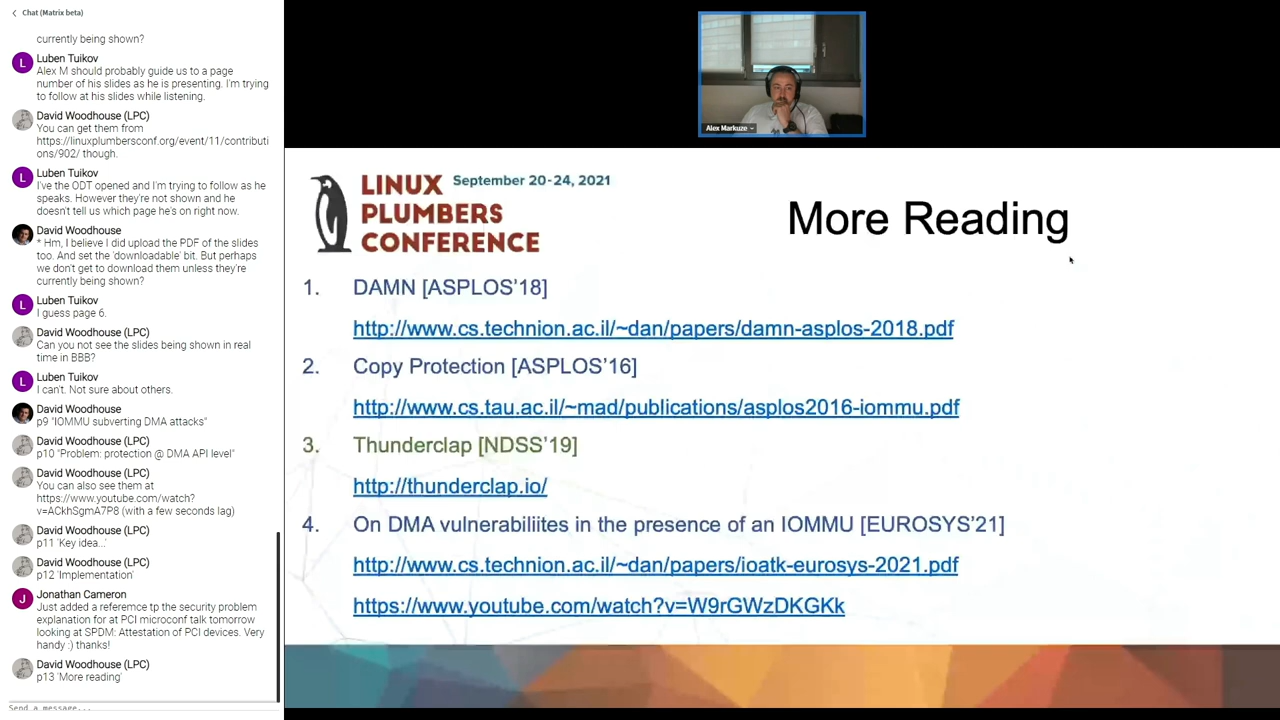 Chat (Matrix beta)
currently being shown?
L
Luben Tuikov
Alex M should probably guide us to a page
number of his slides as he is presenting. I'm trying
to follow at his slides while listening.
David Woodhouse (LPC)
You can get them from
https://linuxplumbersconf.org/event/11/contributi
ons/902/ though.
L
Luben Tuikov
I've the ODT opened and I'm trying to follow as he
speaks. However they're not shown and he
doesn't tell us which page he's on right now.
David Woodhouse
* Hm, I believe I did upload the PDF of the slides
too. And set the 'downloadable' bit. But perhaps
we don't get to download them unless they're
currently being shown?
L
Luben Tuikov
I guess page 6.
David Woodhouse (LPC)
Can you not see the slides being shown in real
time in BBB?
L
Luben Tuikov
I can't. Not sure about others.
David Woodhouse
p9 "IOMMU subverting DMA attacks"
David Woodhouse (LPC)
p10 "Problem: protection @ DMA API level"
David Woodhouse (LPC)
You can also see them at
https://www.youtube.com/watch?
v=ACkhSgmA7P8 (with a few seconds lag)
David Woodhouse (LPC)
p11 'Key idea...'
David Woodhouse (LPC)
p12 'Implementation'
J
Jonathan Cameron
Just added a referemce tp the security problem
explanation for at PCI microconf talk tomorrow
looking at SPDM: Attestation of PCI devices. Very
handy :) thanks!
David Woodhouse (LPC)
p13 'More reading'
Send a message...
Alex Markuze
LINUX
PLUMBERS
CONFERENCE
September 20-24, 2021
More Reading
1. DAMN [ASPLOS'18]
http://www.cs.technion.ac.il/~dan/papers/damn-asplos-2018.pdf
2. Copy Protection [ASPLOS'16]
http://www.cs.tau.ac.il/~mad/publications/asplos2016-iommu.pdf
3. Thunderclap [NDSS'19]
http://thunderclap.io/
4. On DMA vulnerabiliites in the presence of an IOMMU [EUROSYS'21]
http://www.cs.technion.ac.il/~dan/papers/ioatk-eurosys-2021.pdf
https://www.youtube.com/watch?v=W9rGWzDKGKk